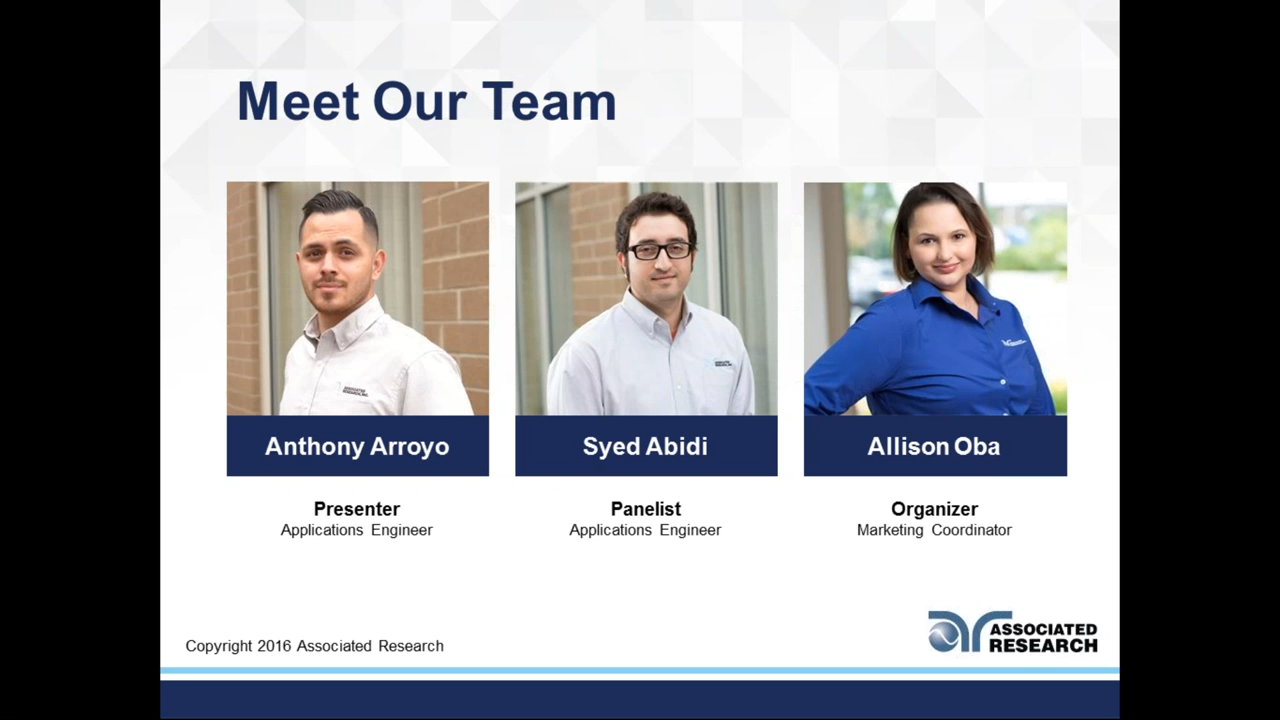 Meet Our Team
Anthony Arroyo
Syed Abidi
Allison Oba
Presenter
Applications Engineer
Panelist
Applications Engineer
Organizer
Marketing Coordinator
Copyright 2016 Associated Research
ASSOCIATED
RESEARCH